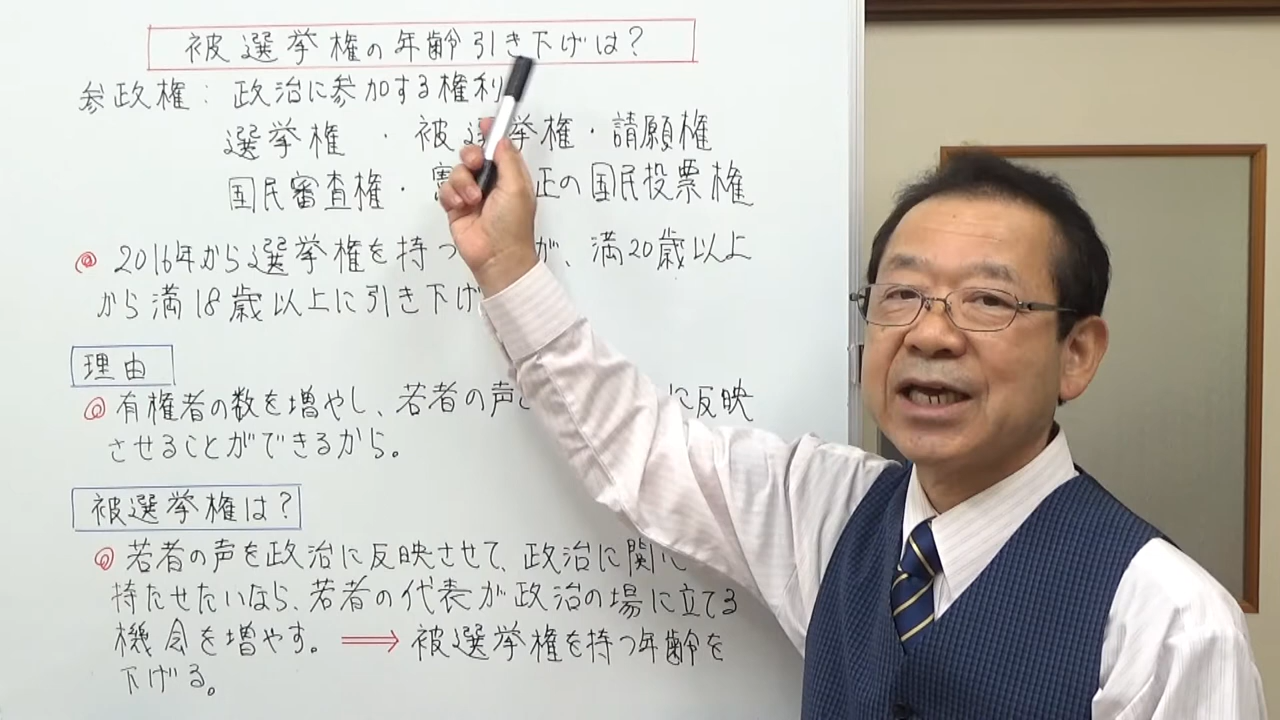 被選挙権の年齢引き下げは?
参政権: 政治に参加する権利
選挙権 ・ 被選挙権・請願権
国民審査権・ 正の国民投票権
2016年から選挙権を持つ が、満20歳以上
から満18歳以上に引き下げ
理由
有権者の数を増やし、若者の声 に反映
させることができるから。
被選挙権は?
若者の声を政治に反映させて、政治に関
持たせたいなら、若者の代表が政治の場に立てる
機会を増やす。⟹ 被選挙権を持つ年齢を
下げる。